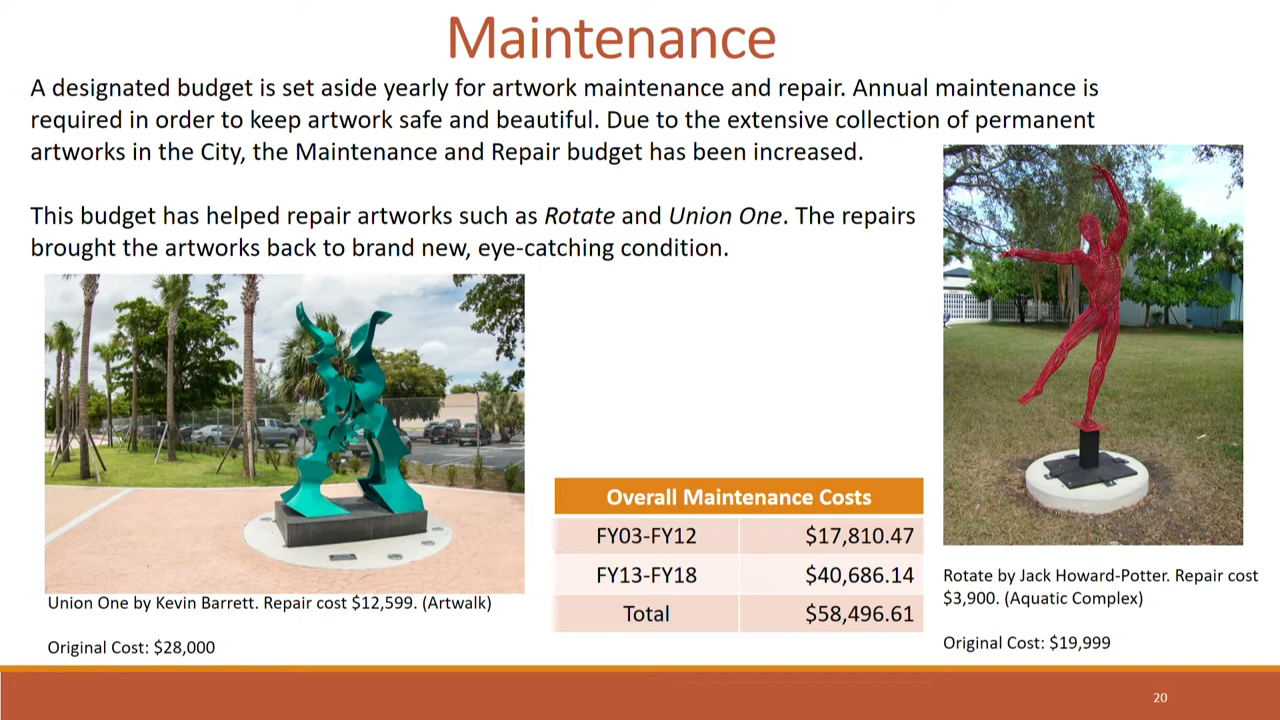 Maintenance
A designated budget is set aside yearly for artwork maintenance and repair. Annual maintenance is
required in order to keep artwork safe and beautiful. Due to the extensive collection of permanent
artworks in the City, the Maintenance and Repair budget has been increased.
This budget has helped repair artworks such as Rotate and Union One. The repairs
brought the artworks back to brand new, eye-catching condition.
Union One by Kevin Barrett. Repair cost $12,599. (Artwalk)
Original Cost: $28,000
Overall Maintenance Costs
FY03-FY12 $17,810.47
FY13-FY18 $40,686.14
Total $58,496.61
Rotate by Jack Howard-Potter. Repair cost
$3,900. (Aquatic Complex)
Original Cost: $19,999
20